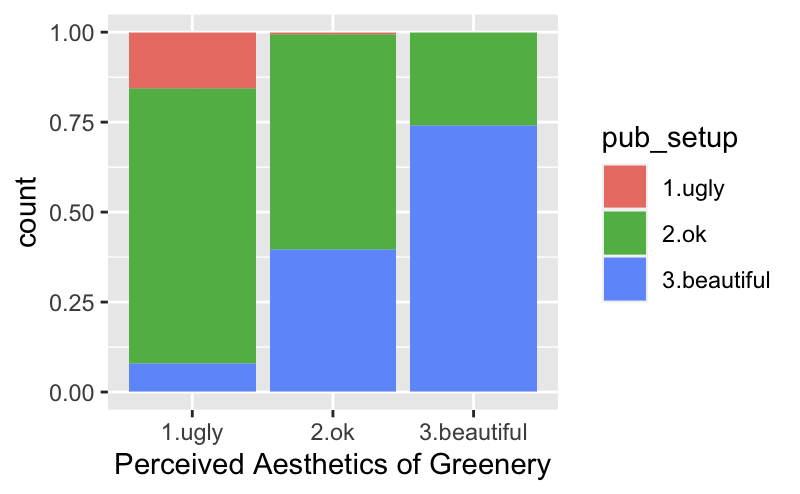 1.00
0.75
0.50
0.25
0.00
count
1.ugly
2.ok
3.beautiful
Perceived Aesthetics of Greenery
pub_setup
1.ugly
2.ok
3.beautiful